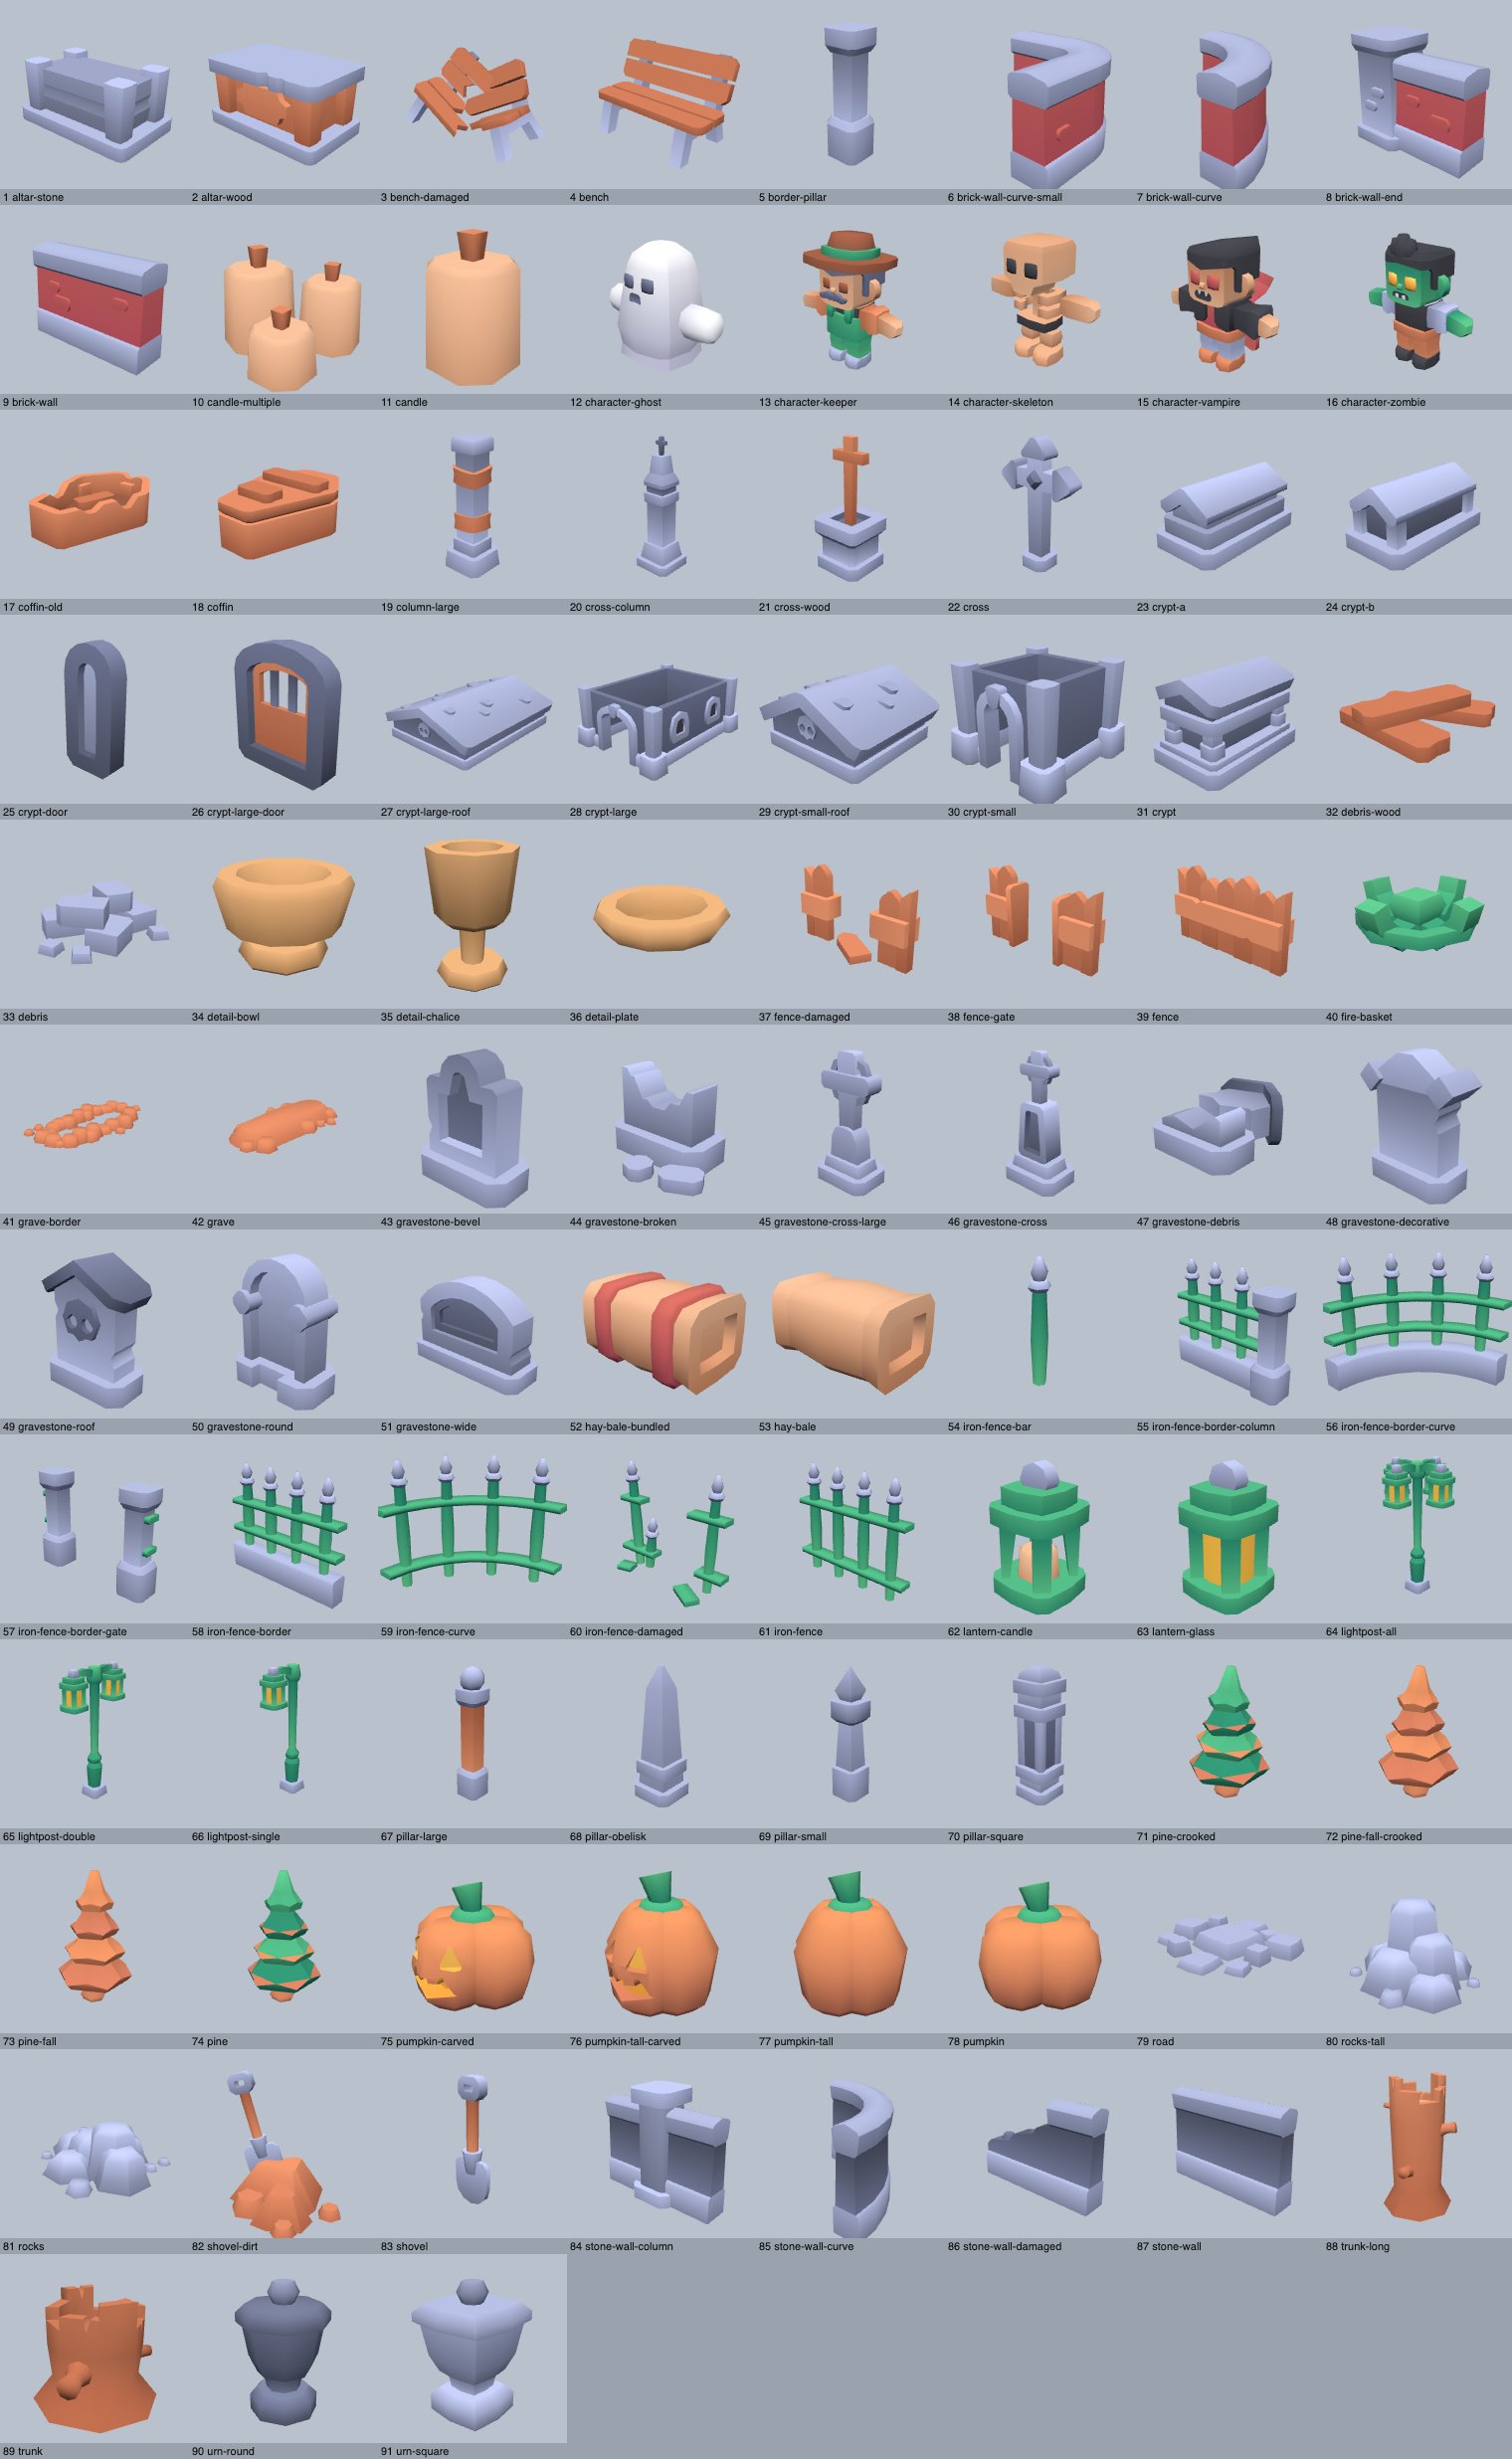 1 altar-stone
2 altar-wood
3 bench-damaged
4 bench
5 border-pillar
6 brick-wall-curve-small
7 brick-wall-curve
8 brick-wall-end
9 brick-wall
10 candle-multiple
11 candle
12 character-ghost
13 character-keeper
14 character-skeleton
15 character-vampire
16 character-zombie
17 coffin-old
18 coffin
19 column-large
20 cross-column
21 cross-wood
22 cross
23 crypt-a
24 crypt-b
25 crypt-door
26 crypt-large-door
27 crypt-large-roof
28 crypt-large
29 crypt-small-roof
30 crypt-small
31 crypt
32 debris-wood
33 debris
34 detail-bowl
35 detail-chalice
36 detail-plate
37 fence-damaged
38 fence-gate
39 fence
40 fire-basket
41 grave-border
42 grave
43 gravestone-bevel
44 gravestone-broken
45 gravestone-cross-large
46 gravestone-cross
47 gravestone-debris
48 gravestone-decorative
49 gravestone-roof
50 gravestone-round
51 gravestone-wide
52 hay-bale-bundled
53 hay-bale
54 iron-fence-bar
55 iron-fence-border-column
56 iron-fence-border-curve
57 iron-fence-border-gate
58 iron-fence-border
59 iron-fence-curve
60 iron-fence-damaged
61 iron-fence
62 lantern-candle
63 lantern-glass
64 lightpost-all
65 lightpost-double
66 lightpost-single
67 pillar-large
68 pillar-obelisk
69 pillar-small
70 pillar-square
71 pine-crooked
72 pine-fall-crooked
73 pine-fall
74 pine
75 pumpkin-carved
76 pumpkin-tall-carved
77 pumpkin-tall
78 pumpkin
79 road
80 rocks-tall
81 rocks
82 shovel-dirt
83 shovel
84 stone-wall-column
85 stone-wall-curve
86 stone-wall-damaged
87 stone-wall
88 trunk-long
89 trunk
90 urn-round
91 urn-square